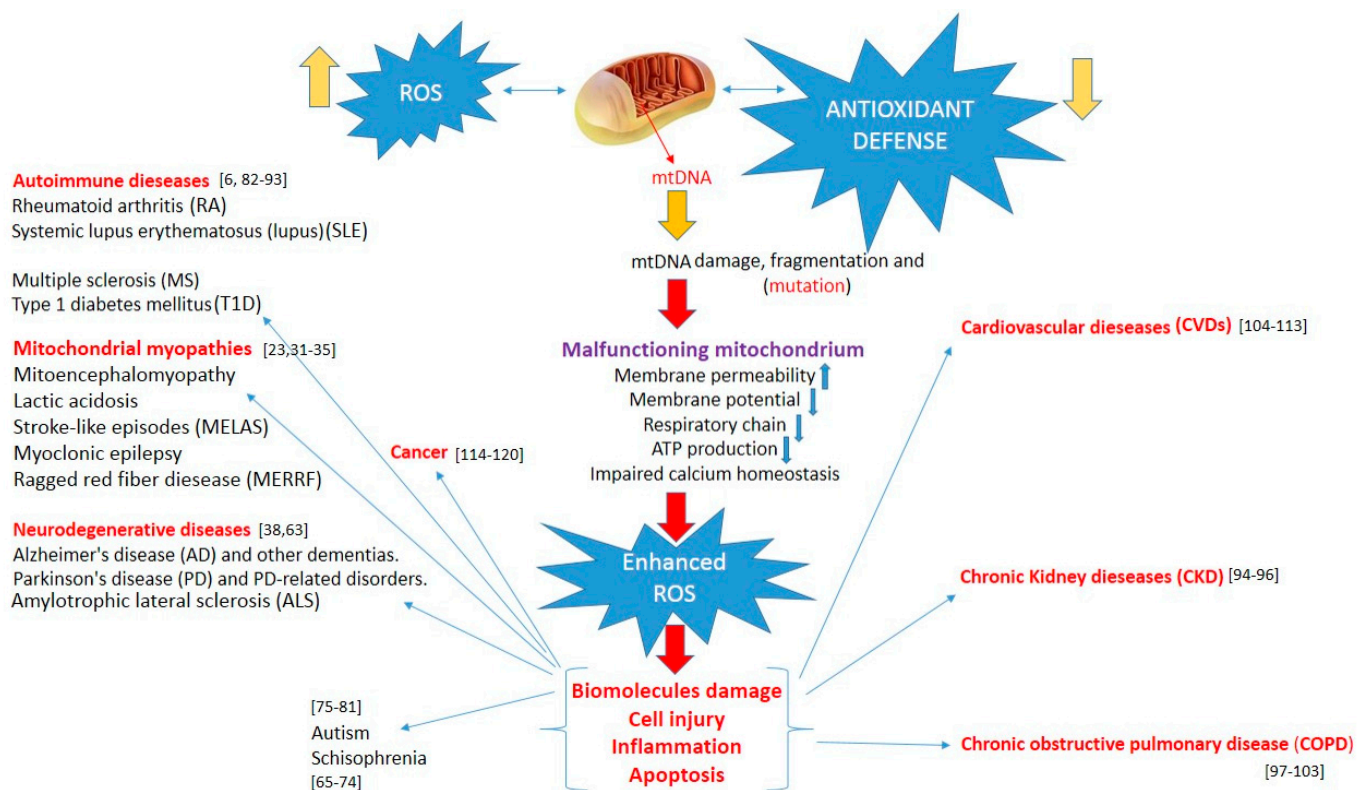 ROS
ANTIOXIDANT
DEFENSE
mtDNA
mtDNA damage, fragmentation and
(mutation)
Malfunctioning mitochondrium
Membrane permeability
Membrane potential
Respiratory chain
ATP production
Impaired calcium homeostasis
Enhanced
ROS
Biomolecules damage
Cell injury
Inflammation
Apoptosis
Autoimmune dieseases [6, 82-93]
Rheumatoid arthritis (RA)
Systemic lupus erythematosus (lupus)(SLE)
Multiple sclerosis (MS)
Type 1 diabetes mellitus(T1D)
Mitochondrial myopathies [23,31-35]
Mitoencephalomyopathy
Lactic acidosis
Stroke-like episodes (MELAS)
Myoclonic epilepsy
Ragged red fiber diesease (MERRF)
Cancer [114-120]
Neurodegenerative diseases [38,63]
Alzheimer's disease (AD) and other dementias.
Parkinson's disease (PD) and PD-related disorders.
Amylotrophic lateral sclerosis (ALS)
[75-81]
Autism
Schisophrenia
[65-74]
Cardiovascular dieseases (CVDs) [104-113]
Chronic Kidney dieseases (CKD) [94-96]
Chronic obstructive pulmonary disease (COPD)
[97-103]